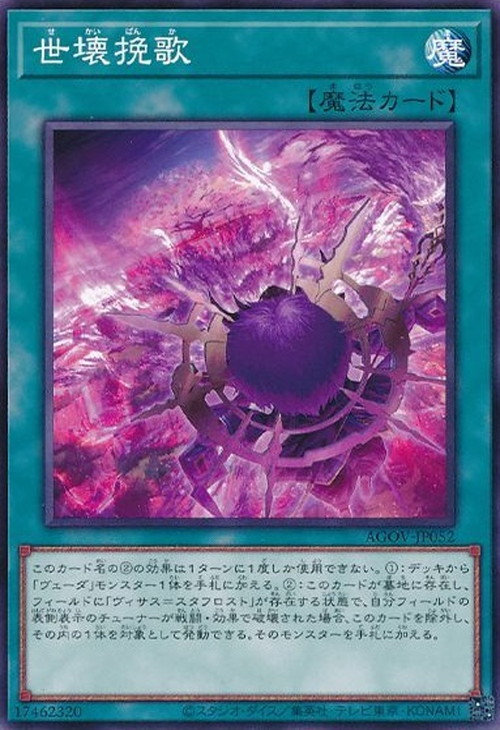 世壊挽歌
魔
【魔法カード】
AGOV-JP052
このカード名の②の効果は1ターンに1度しか使用できない。①:デッキから
「ヴェーダ」モンスター1体を手札に加える。②:このカードが墓地に存在し、
フィールドに「ヴィサス=スタフロスト」が存在する状態で、自分フィールドの
表側表示のチューナーが戦闘・効果で破壊された場合、このカードを除外し、
その内の1体を対象として発動できる。そのモンスターを手札に加える。
17462320
©スタジオ・ダイス/集英社・テレビ東京・KONAMI